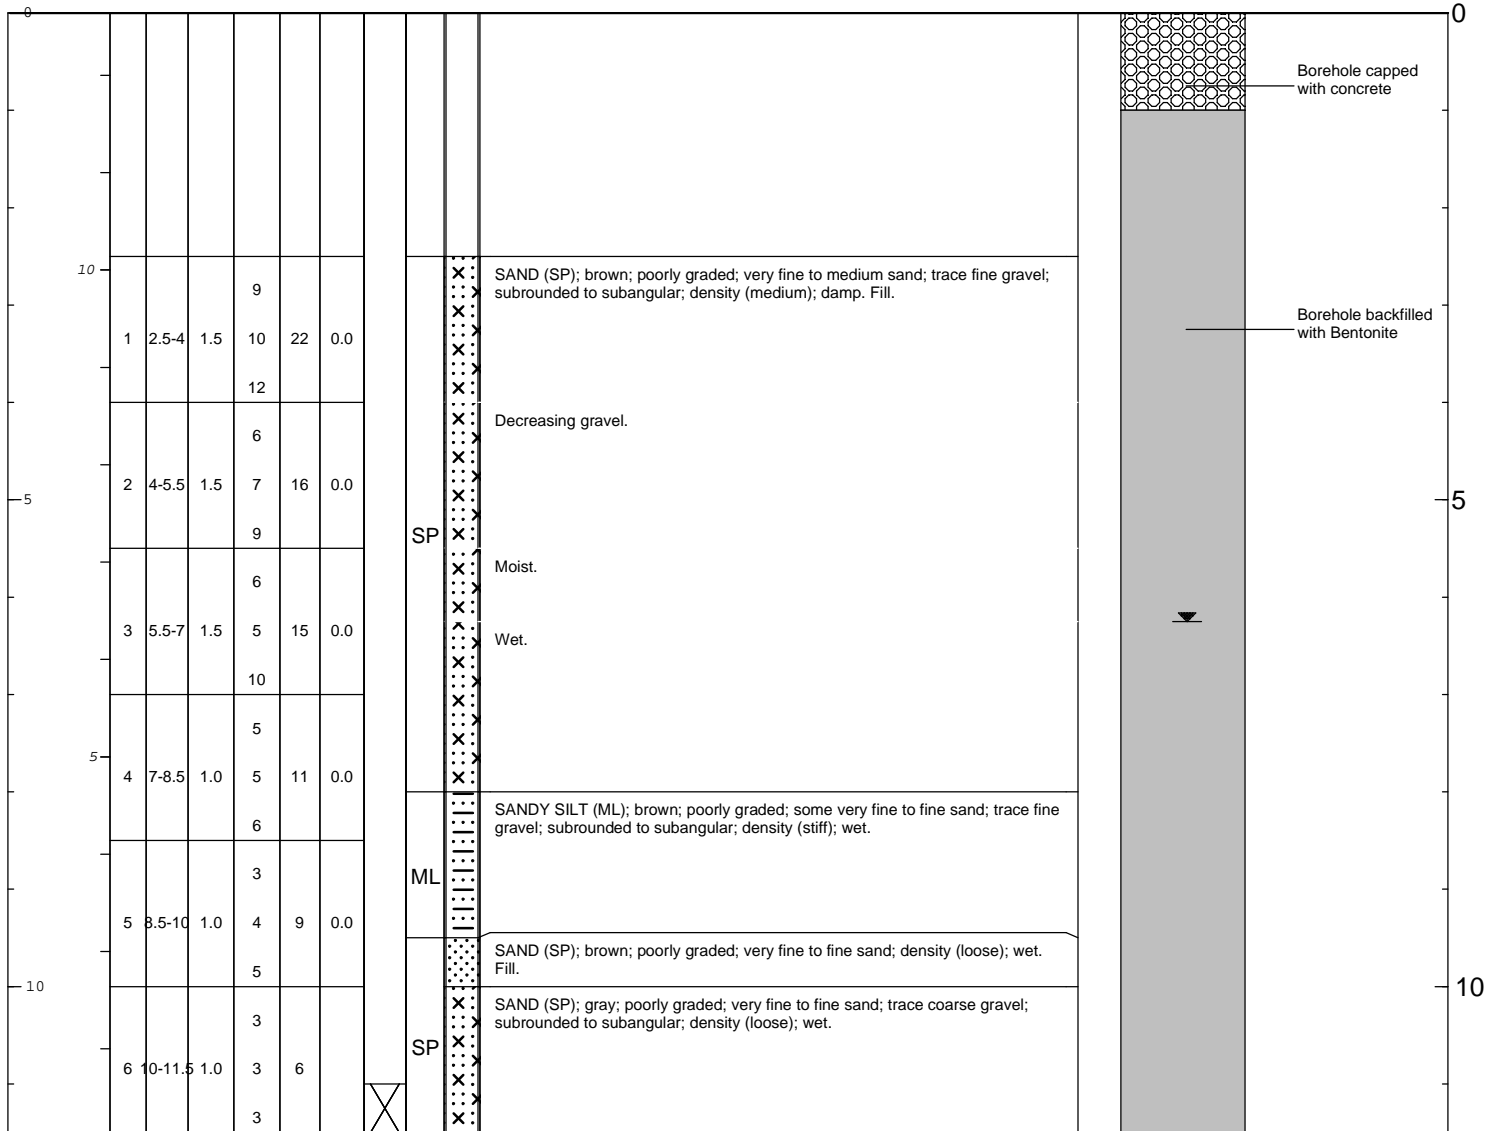 0
0
Borehole capped
with concrete
10
SAND (SP); brown; poorly graded; very fine to medium sand; trace fine gravel;
subrounded to subangular; density (medium); damp. Fill.
9
1 2.5-4 1.5 10 22 0.0
12
Borehole backfilled
with Bentonite
Decreasing gravel.
6
2 4-5.5 1.5 7 16 0.0
9
5
5
SP
Moist.
6
3 5.5-7 1.5 5 15 0.0
10
Wet.
5
5
4 7-8.5 1.0 5 11 0.0
6
SANDY SILT (ML); brown; poorly graded; some very fine to fine sand; trace fine
gravel; subrounded to subangular; density (stiff); wet.
3
ML
5 8.5-10 1.0 4 9 0.0
5
SAND (SP); brown; poorly graded; very fine to fine sand; density (loose); wet.
Fill.
10
10
SAND (SP); gray; poorly graded; very fine to fine sand; trace coarse gravel;
subrounded to subangular; density (loose); wet.
3
SP
6 10-11.5 1.0 3 6
3